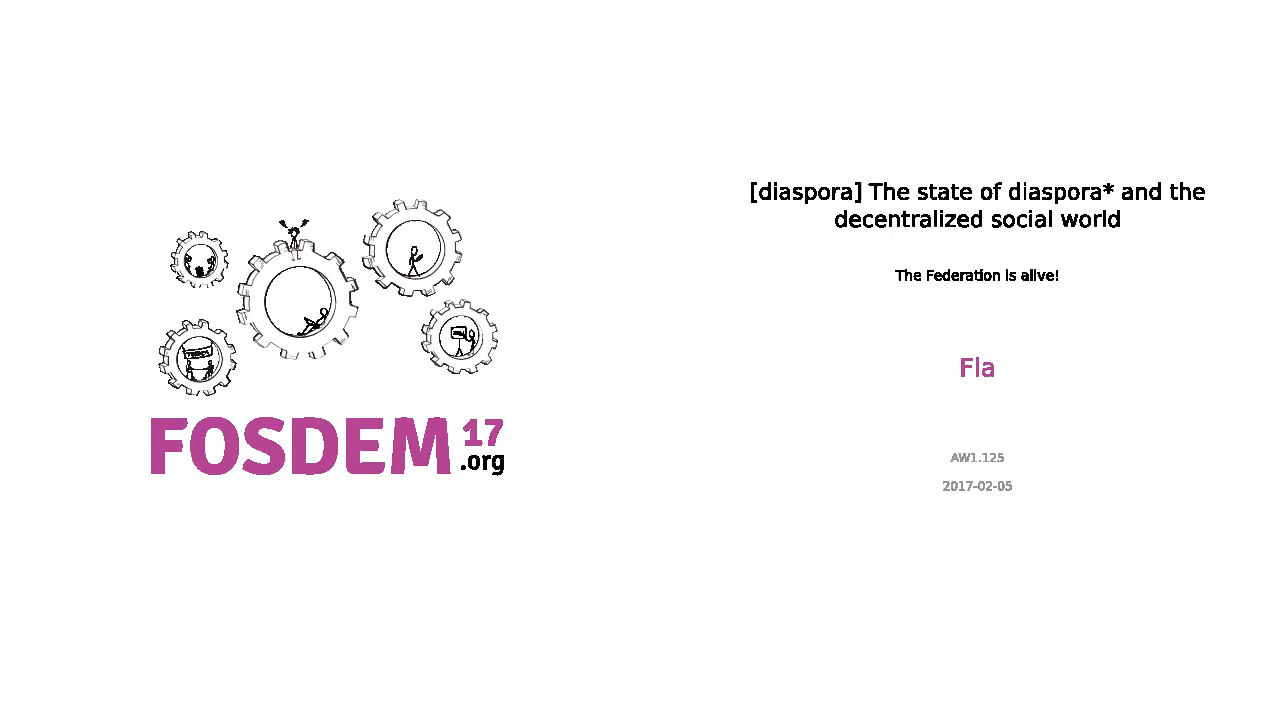 FOSDEM 17
.org
[diaspora] The state of diaspora* and the
decentralized social world
The Federation is alive!
Fla
AW1.125
2017-02-05